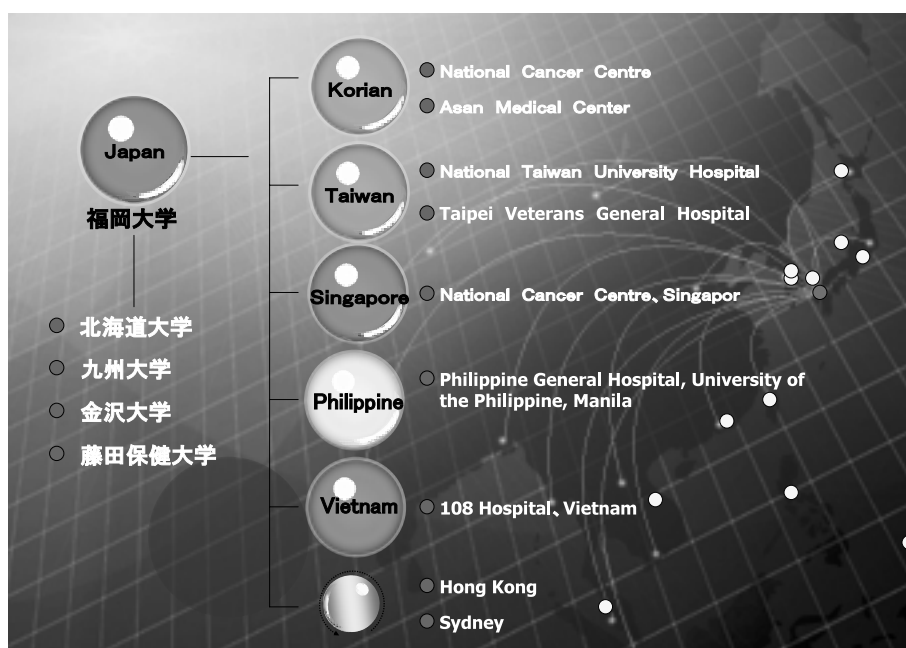 Japan
福岡大学
北海道大学
九州大学
金沢大学
藤田保健大学
Korian
National Cancer Centre
Asan Medical Center
Taiwan
National Taiwan University Hospital
Taipei Veterans General Hospital
Singapore
National Cancer Centre、Singapor
Philippine
Philippine General Hospital, University of
the Philippine, Manila
Vietnam
108 Hospital、Vietnam
Hong Kong
Sydney